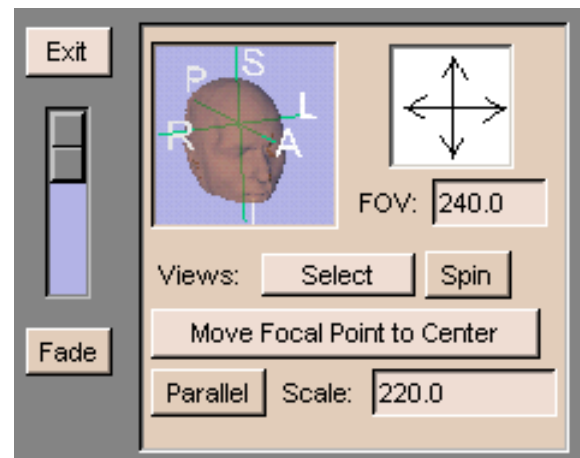 Exit
P S
R L
A
I
FOV: 240.0
Views: Select Spin
Move Focal Point to Center
Fade
Parallel Scale: 220.0